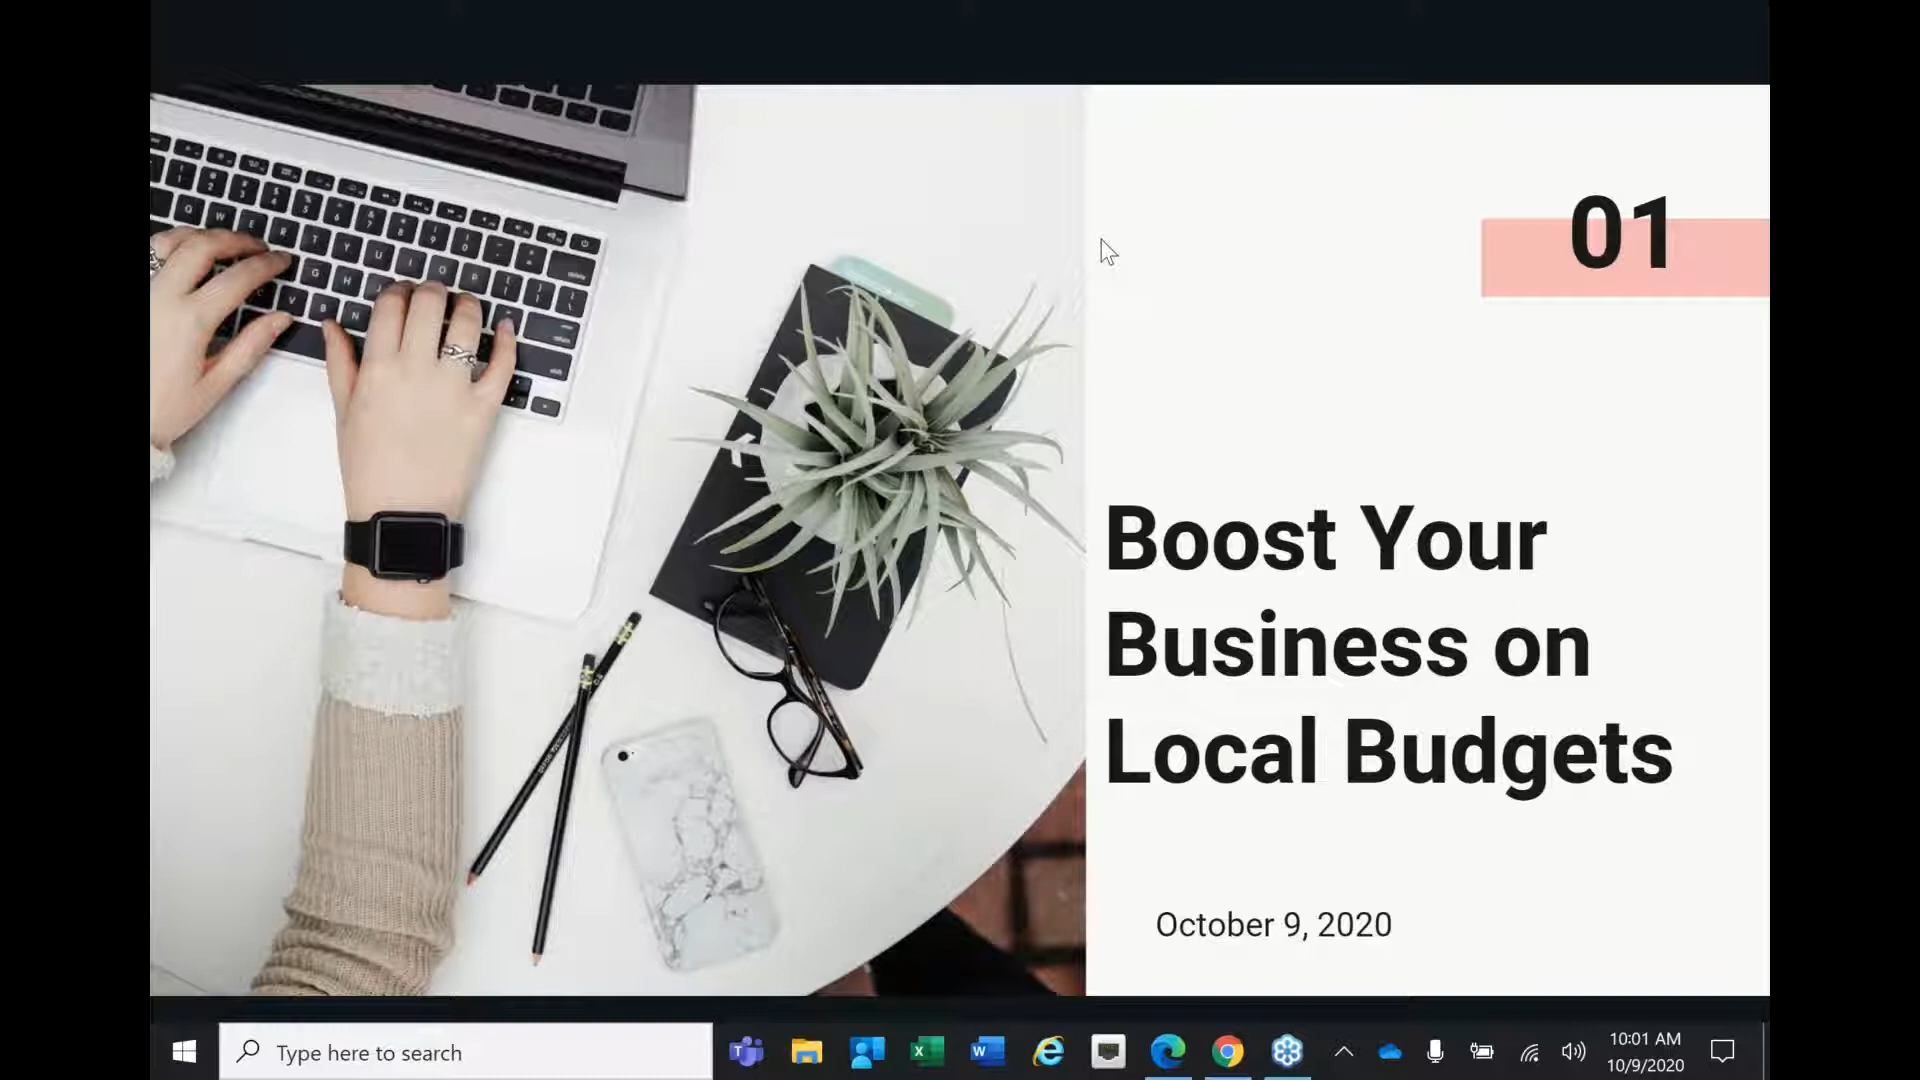 01
Boost Your
Business on
Local Budgets
October 9, 2020
Type here to search
10:01 AM
10/9/2020